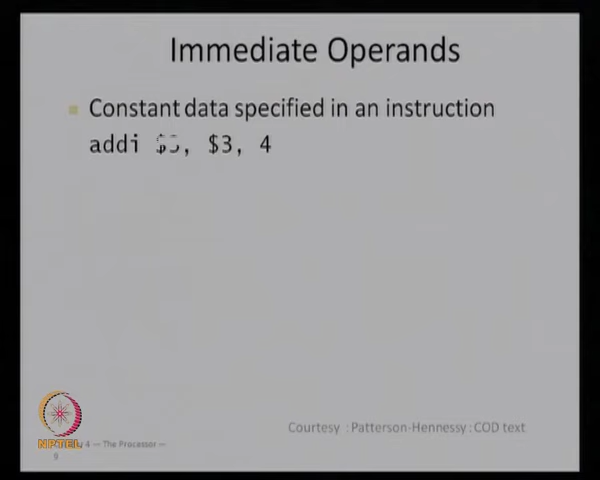 Immediate Operands
Constant data specified in an instruction
addi , $3, 4
Courtesy : Patterson-Hennessy : COD text
NPTEL 4 — The Processor —
9